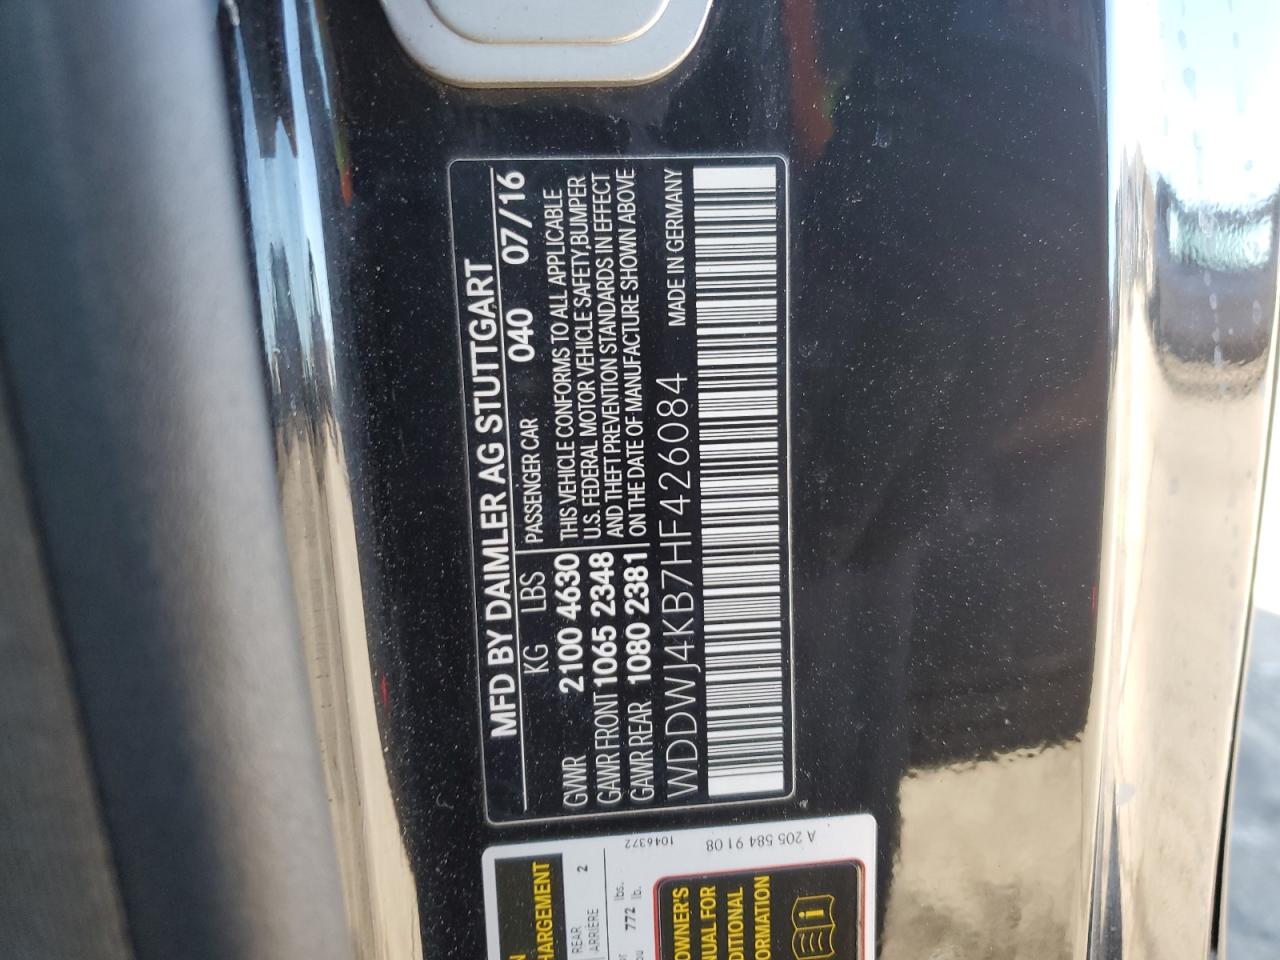 MFD BY DAIMLER AG STUTTGART
KG LBS PASSENGER CAR 040 07/16
GVWR 2100 4630 THIS VEHICLE CONFORMS TO ALL APPLICABLE
GAWR FRONT 1065 2348 U.S. FEDERAL MOTOR VEHICLE SAFETY,BUMPER
GAWR REAR 1080 2381 AND THEFT PREVENTION STANDARDS IN EFFECT
ON THE DATE OF MANUFACTURE SHOWN ABOVE
WDDWJ4KB7HF426084 MADE IN GERMANY
HARGEMENT
REAR
ARRIÈRE 2
772 lbs.
lb.
1046372
A 205 584 91 08
OWNER'S
NUAL FOR
DITIONAL
ORMATION
i